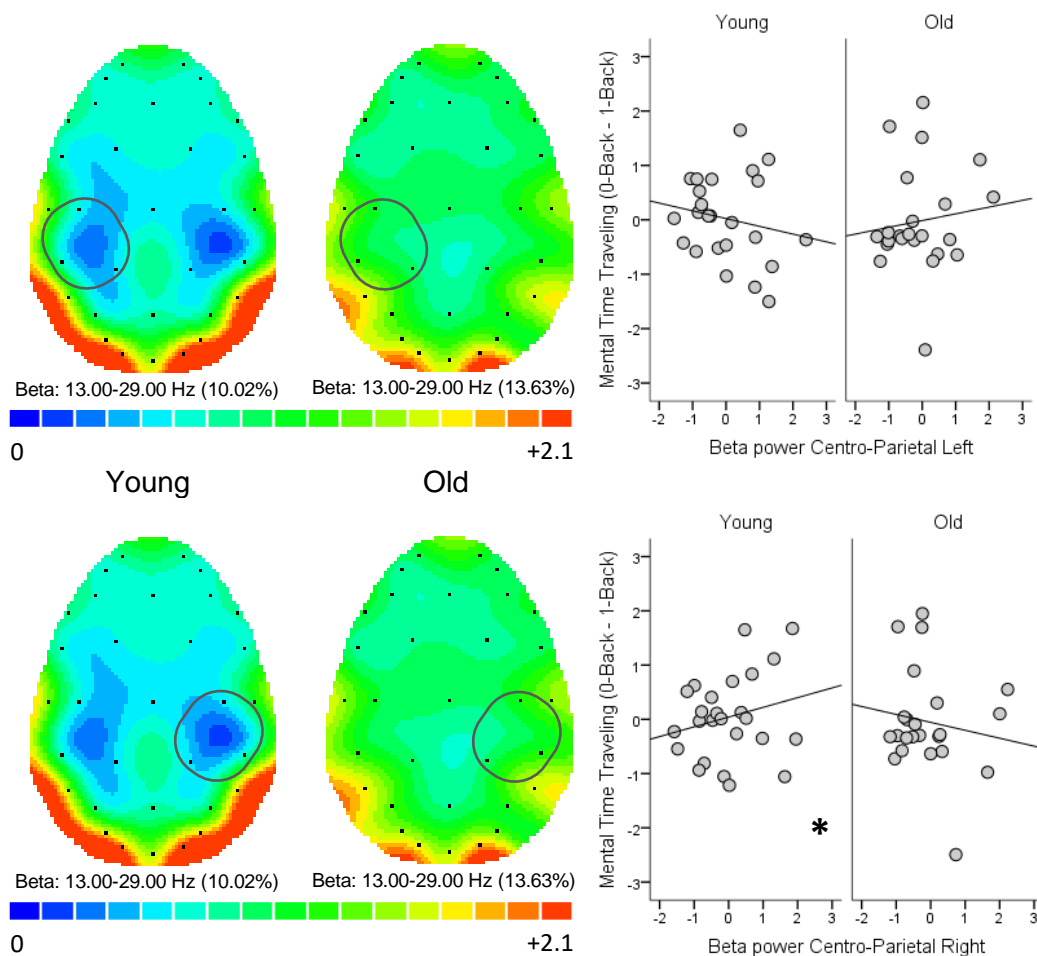 Young Old
Mental Time Traveling (0-Back - 1-Back)
3
2
1
0
-1
-2
-3
-2 -1 0 1 2 3 -2 -1 0 1 2 3
Beta power Centro-Parietal Left
Beta: 13.00-29.00 Hz (10.02%) Beta: 13.00-29.00 Hz (13.63%)
0 +2.1
Young Old
Young Old
Mental Time Traveling (0-Back - 1-Back)
3
2
1
0
-1
-2
-3
*
-2 -1 0 1 2 3 -2 -1 0 1 2 3
Beta power Centro-Parietal Right
Beta: 13.00-29.00 Hz (10.02%) Beta: 13.00-29.00 Hz (13.63%)
0 +2.1